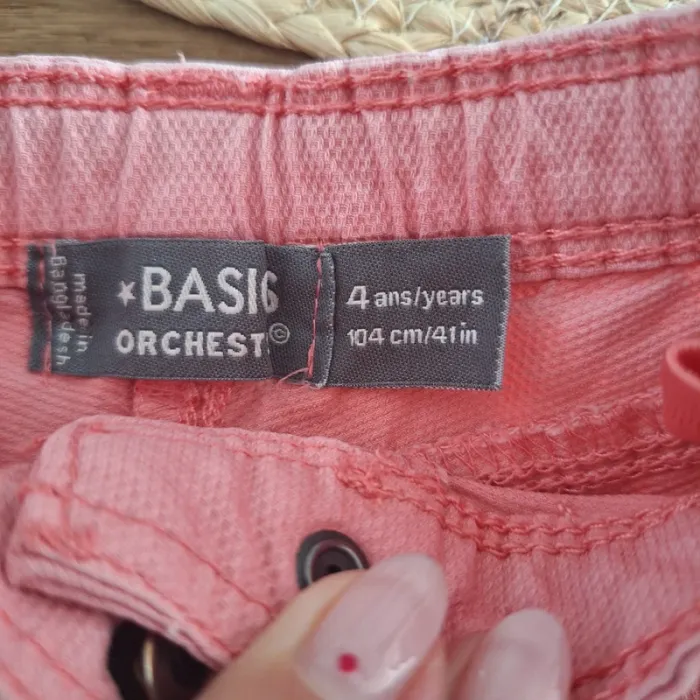 made in
Bangladesh
★BASIC
ORCHEST
©
4 ans/years
104 cm/41in